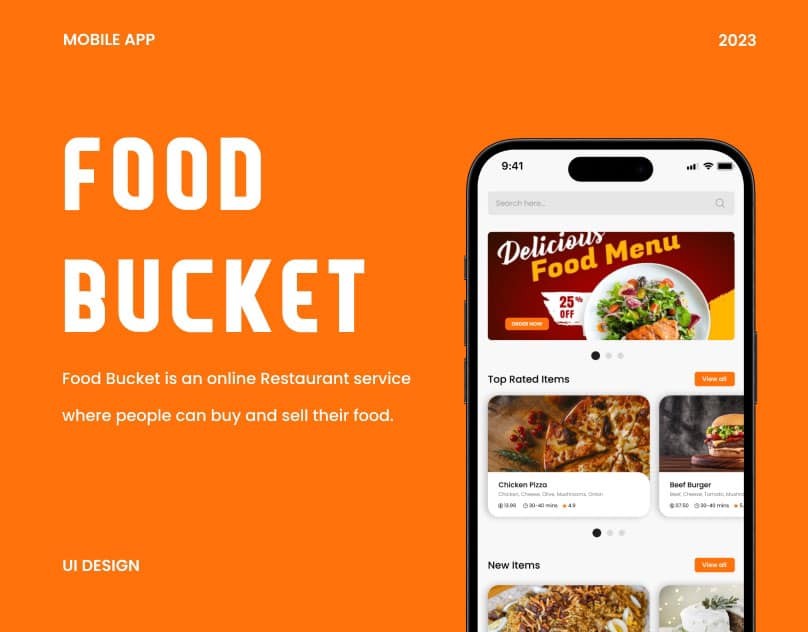 MOBILE APP
2023
FOOD
BUCKET
Food Bucket is an online Restaurant service
where people can buy and sell their food.
UI DESIGN
9:41
Search here...
Delicious
Food Menu
25%
OFF
ORDER NOW
Top Rated Items
View all
Chicken Pizza
Chicken, Cheese, Olive, Mushrooms, Onion
13.99
30-40 mins
4.9
Beef Burger
Beef, Cheese, Tomato, Mushro
30-40 mins
New Items
View all